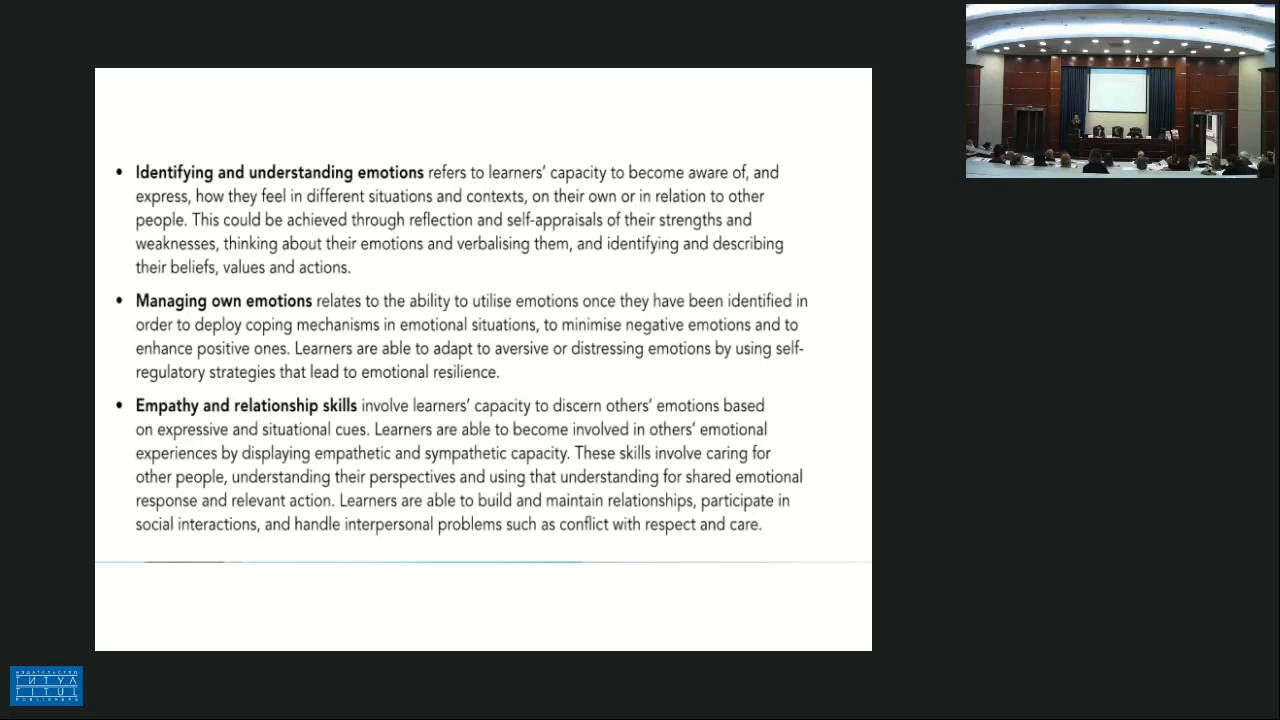 • Identifying and understanding emotions refers to learners' capacity to become aware of, and
express, how they feel in different situations and contexts, on their own or in relation to other
people. This could be achieved through reflection and self-appraisals of their strengths and
weaknesses, thinking about their emotions and verbalising them, and identifying and describing
their beliefs, values and actions.
• Managing own emotions relates to the ability to utilise emotions once they have been identified in
order to deploy coping mechanisms in emotional situations, to minimise negative emotions and to
enhance positive ones. Learners are able to adapt to aversive or distressing emotions by using self-
regulatory strategies that lead to emotional resilience.
• Empathy and relationship skills involve learners' capacity to discern others' emotions based
on expressive and situational cues. Learners are able to become involved in others' emotional
experiences by displaying empathetic and sympathetic capacity. These skills involve caring for
other people, understanding their perspectives and using that understanding for shared emotional
response and relevant action. Learners are able to build and maintain relationships, participate in
social interactions, and handle interpersonal problems such as conflict with respect and care.
ИЗДАТЕЛЬСТВО
ТИТУЛ
TITUL
PUBLISHERS